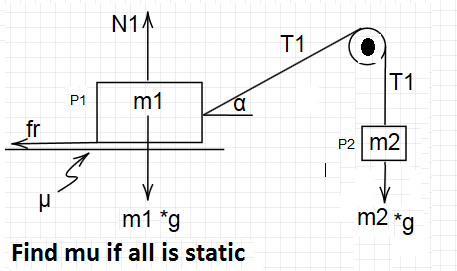 N1
T1
T1
P1
m1
α
fr
P2
m2
μ
m1 *g
m2 *g
Find mu if all is static